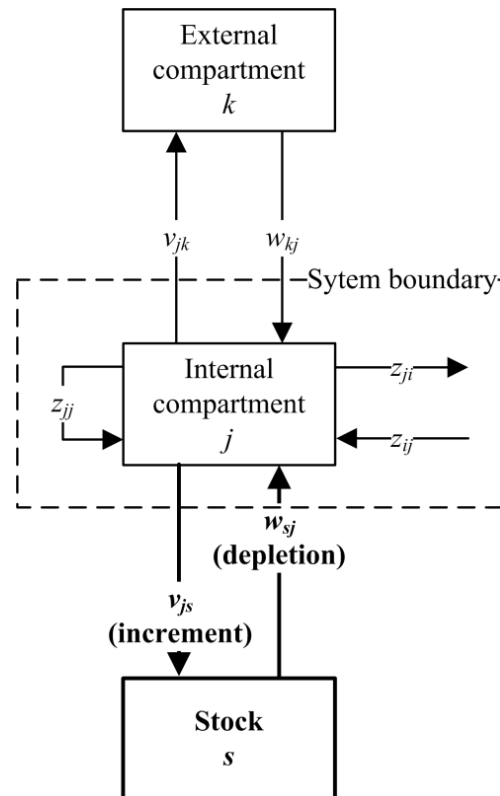 External
compartment
k
v_jk
w_kj
Sytem boundary
Internal
compartment
j
z_jj
z_ji
z_ij
w_sj
(depletion)
v_js
(increment)
Stock
s